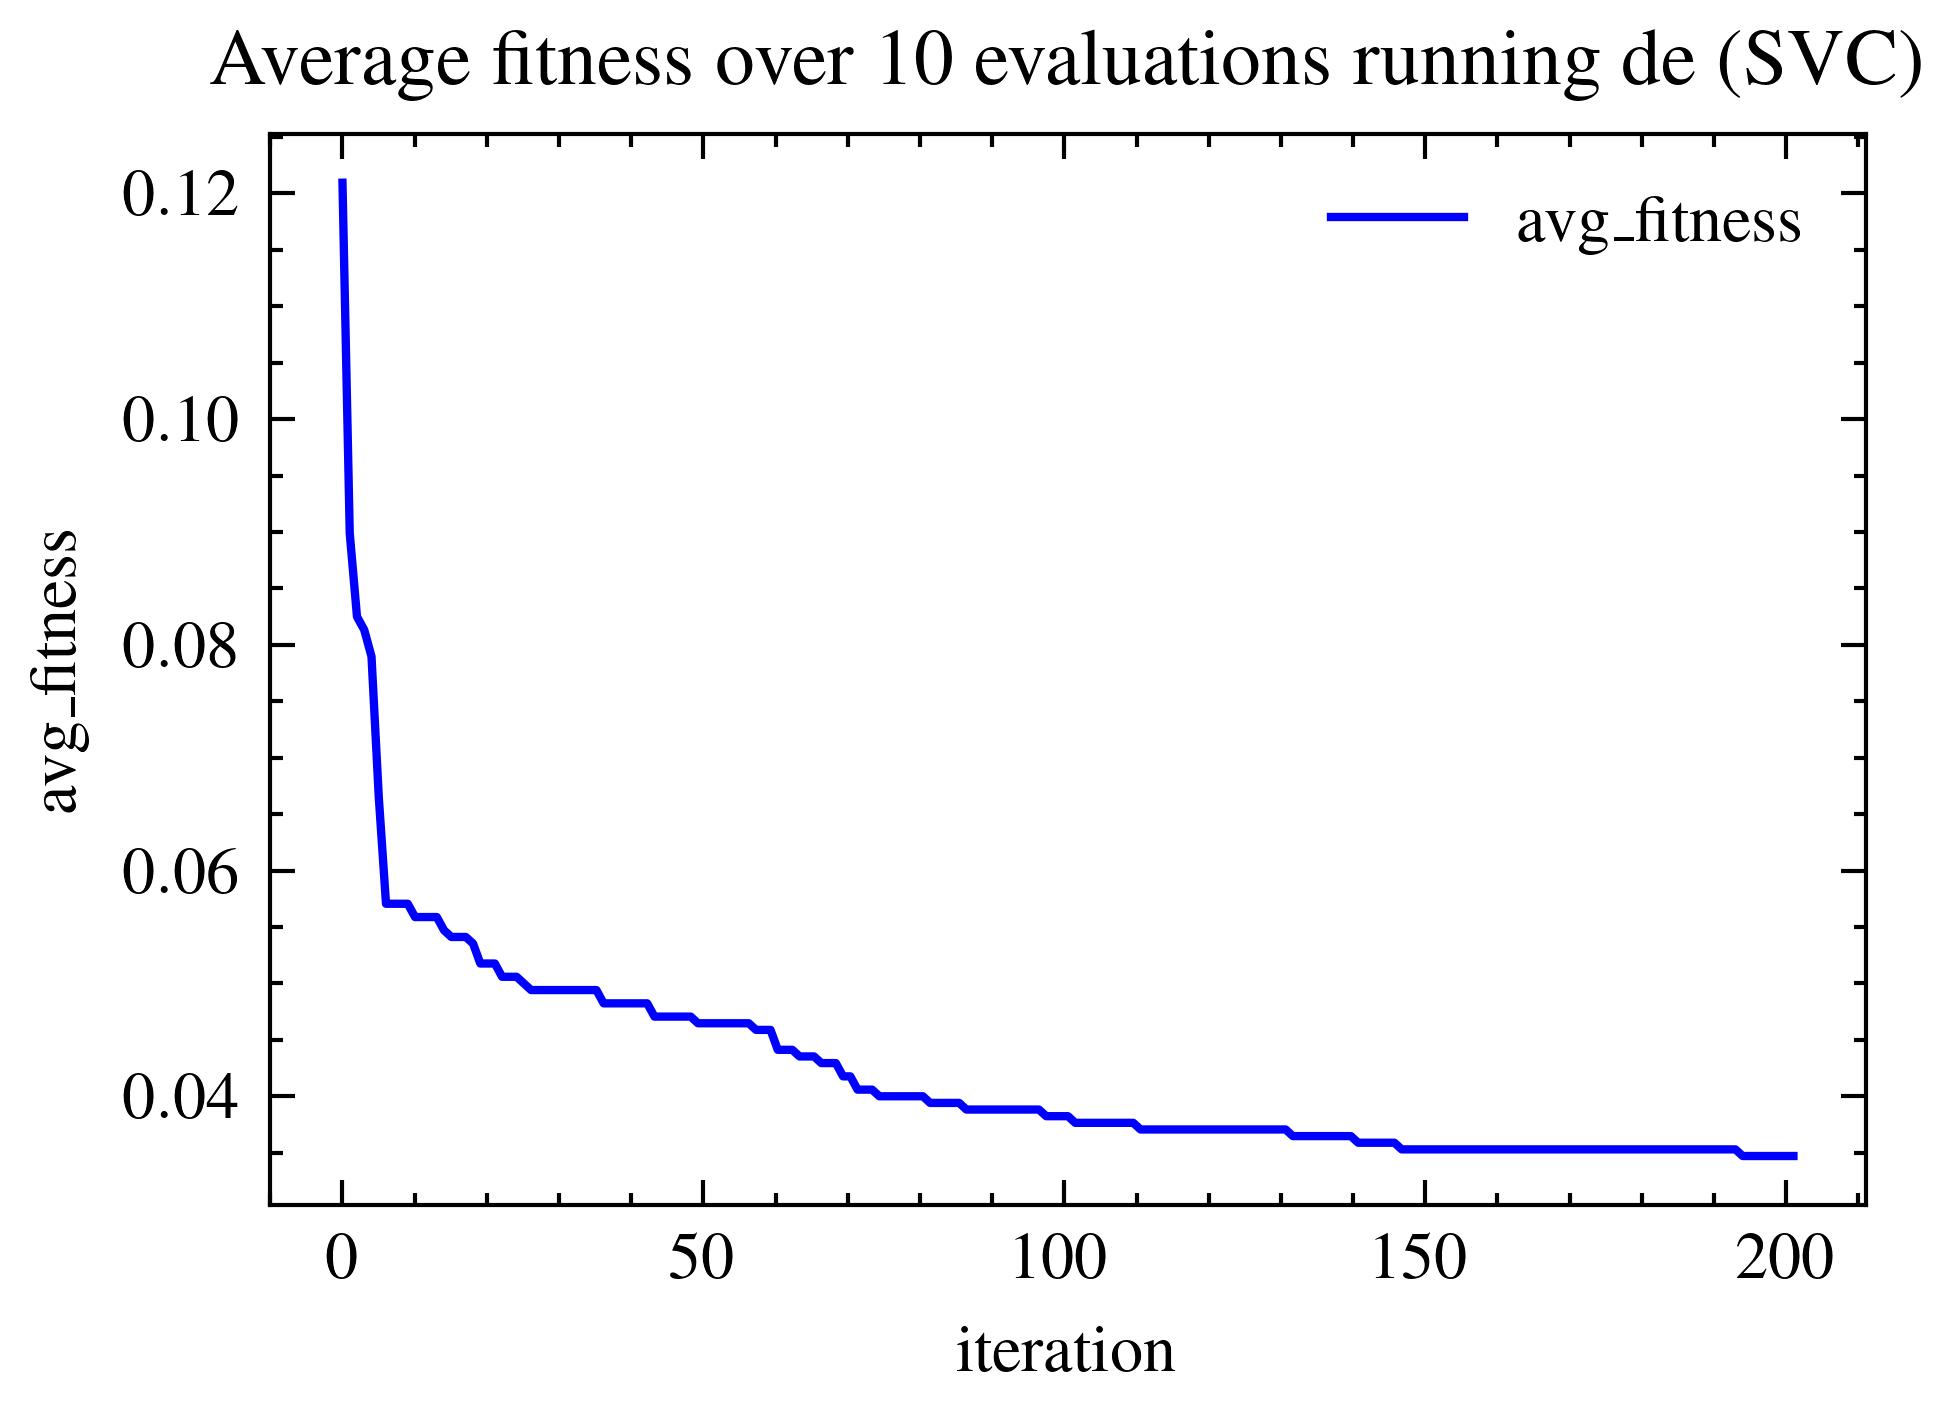 Average fitness over 10 evaluations running de (SVC)
avg_fitness
0.12
0.10
0.08
0.06
0.04
avg_fitness
0 50 100 150 200
iteration